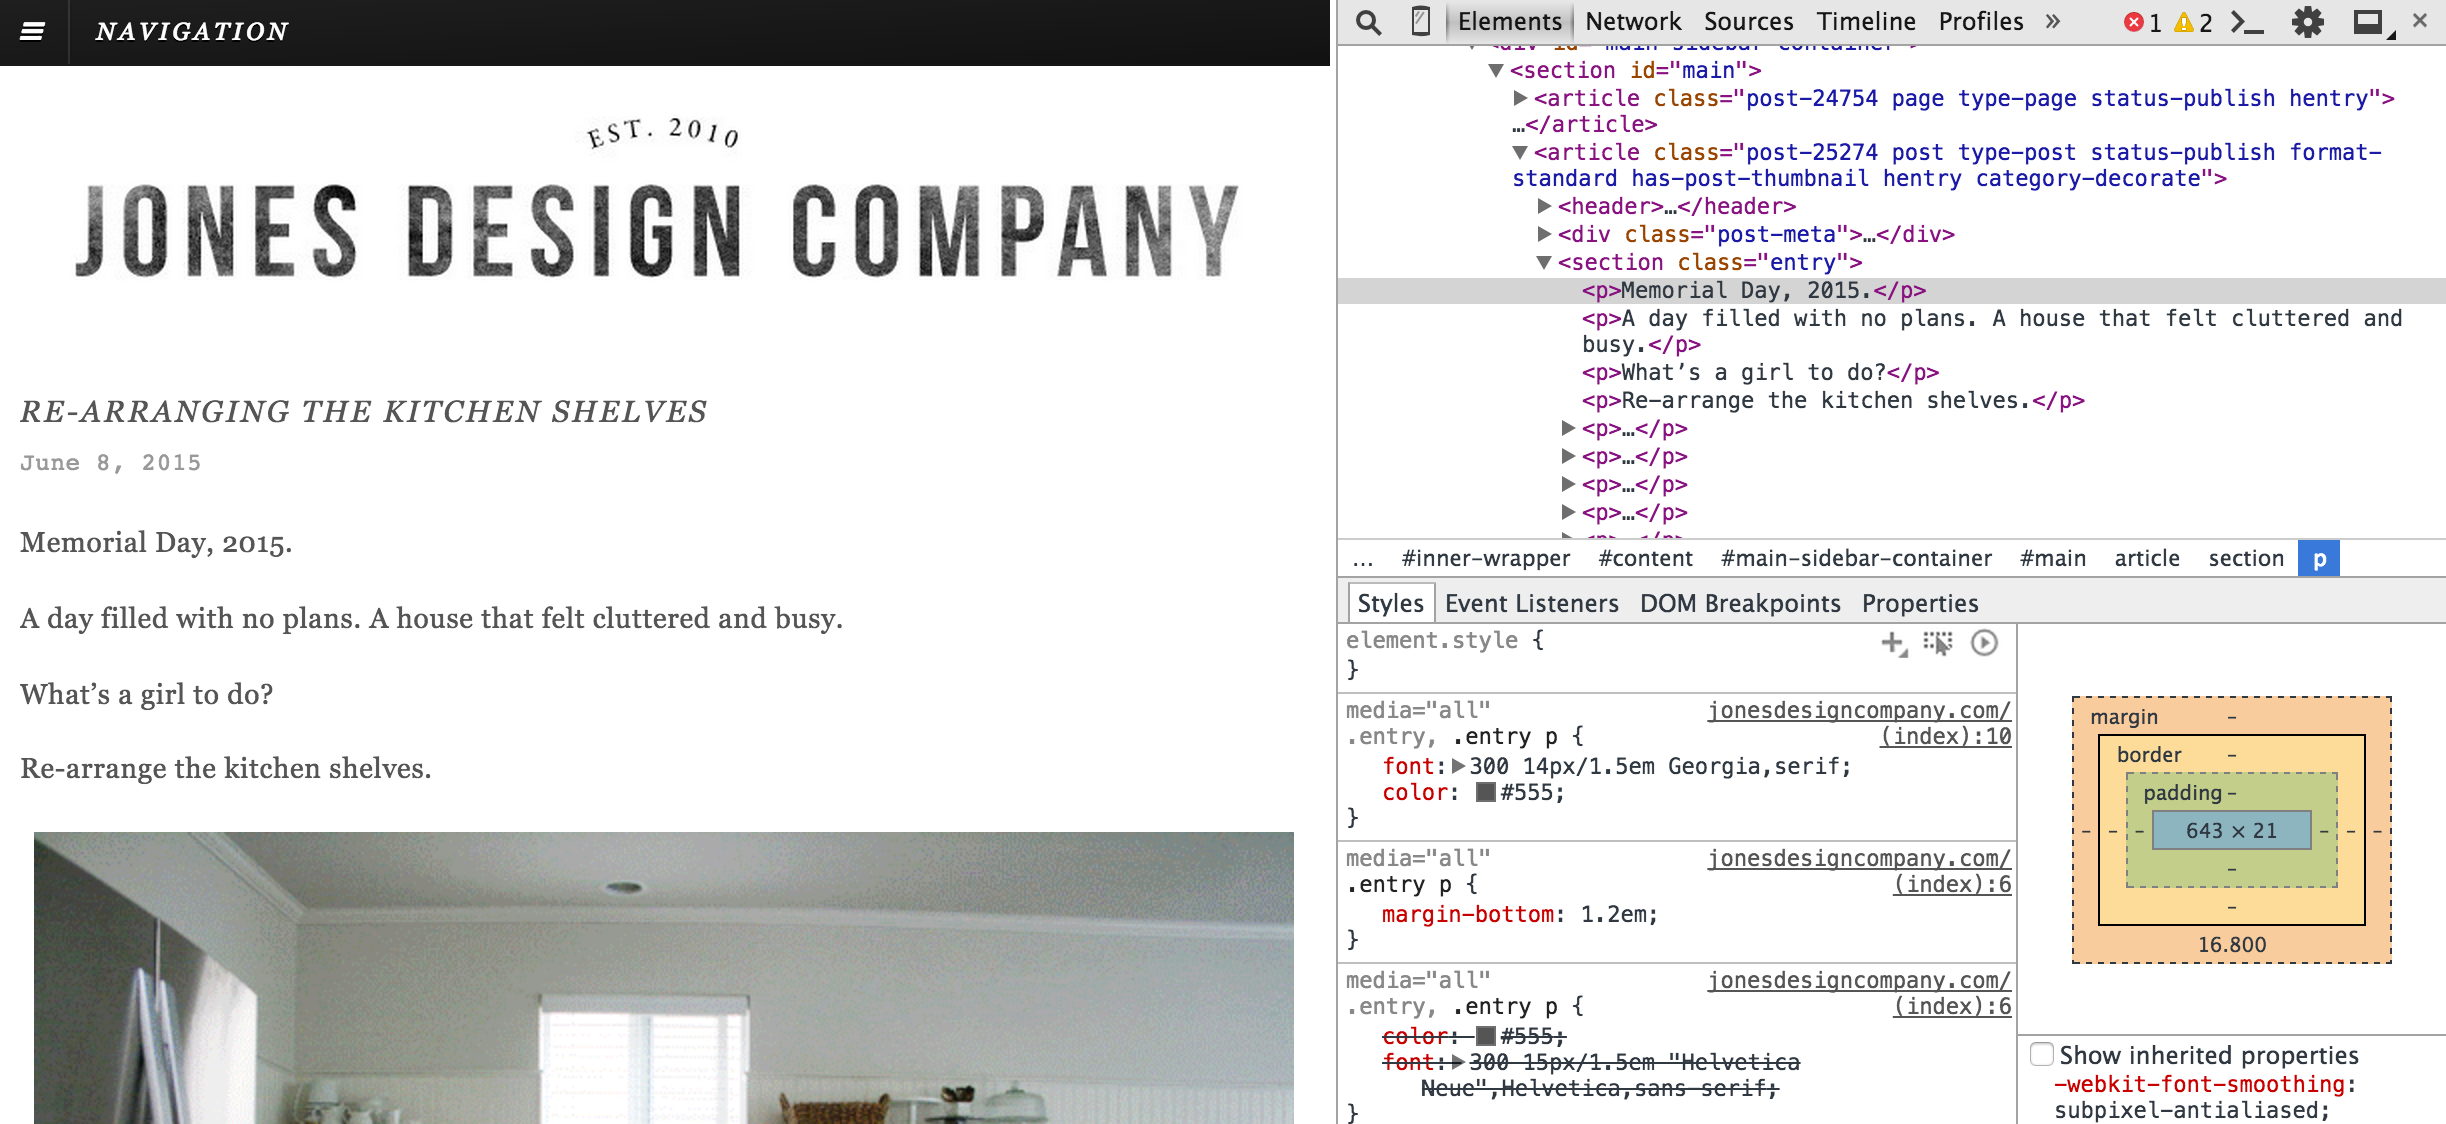 NAVIGATION
EST. 2010
JONES DESIGN COMPANY
RE-ARRANGING THE KITCHEN SHELVES
June 8, 2015
Memorial Day, 2015.
A day filled with no plans. A house that felt cluttered and busy.
What’s a girl to do?
Re-arrange the kitchen shelves.
Elements Network Sources Timeline Profiles » 1 2
<div id="main-sidebar-container">
▼<section id="main">
▶<article class="post-24754 page type-page status-publish hentry">
…</article>
▼<article class="post-25274 post type-post status-publish format-
standard has-post-thumbnail hentry category-decorate">
▶<header>…</header>
▶<div class="post-meta">…</div>
▼<section class="entry">
<p>Memorial Day, 2015.</p>
<p>A day filled with no plans. A house that felt cluttered and
busy.</p>
<p>What’s a girl to do?</p>
<p>Re-arrange the kitchen shelves.</p>
▶<p>…</p>
▶<p>…</p>
▶<p>…</p>
▶<p>…</p>
▶<p>…</p>
... #inner-wrapper #content #main-sidebar-container #main article section p
Styles Event Listeners DOM Breakpoints Properties
element.style {
}
media="all" jonesdesigncompany.com/
.entry, .entry p { (index):10
font:▶300 14px/1.5em Georgia,serif;
color: #555;
}
media="all" jonesdesigncompany.com/
.entry p { (index):6
margin-bottom: 1.2em;
}
media="all" jonesdesigncompany.com/
.entry, .entry p { (index):6
color: #555;
font:▶300 15px/1.5em "Helvetica
Neue",Helvetica,sans-serif;
}
margin -
border -
padding -
- - - 643 × 21 - - -
-
-
16.800
Show inherited properties
-webkit-font-smoothing:
subpixel-antialiased;